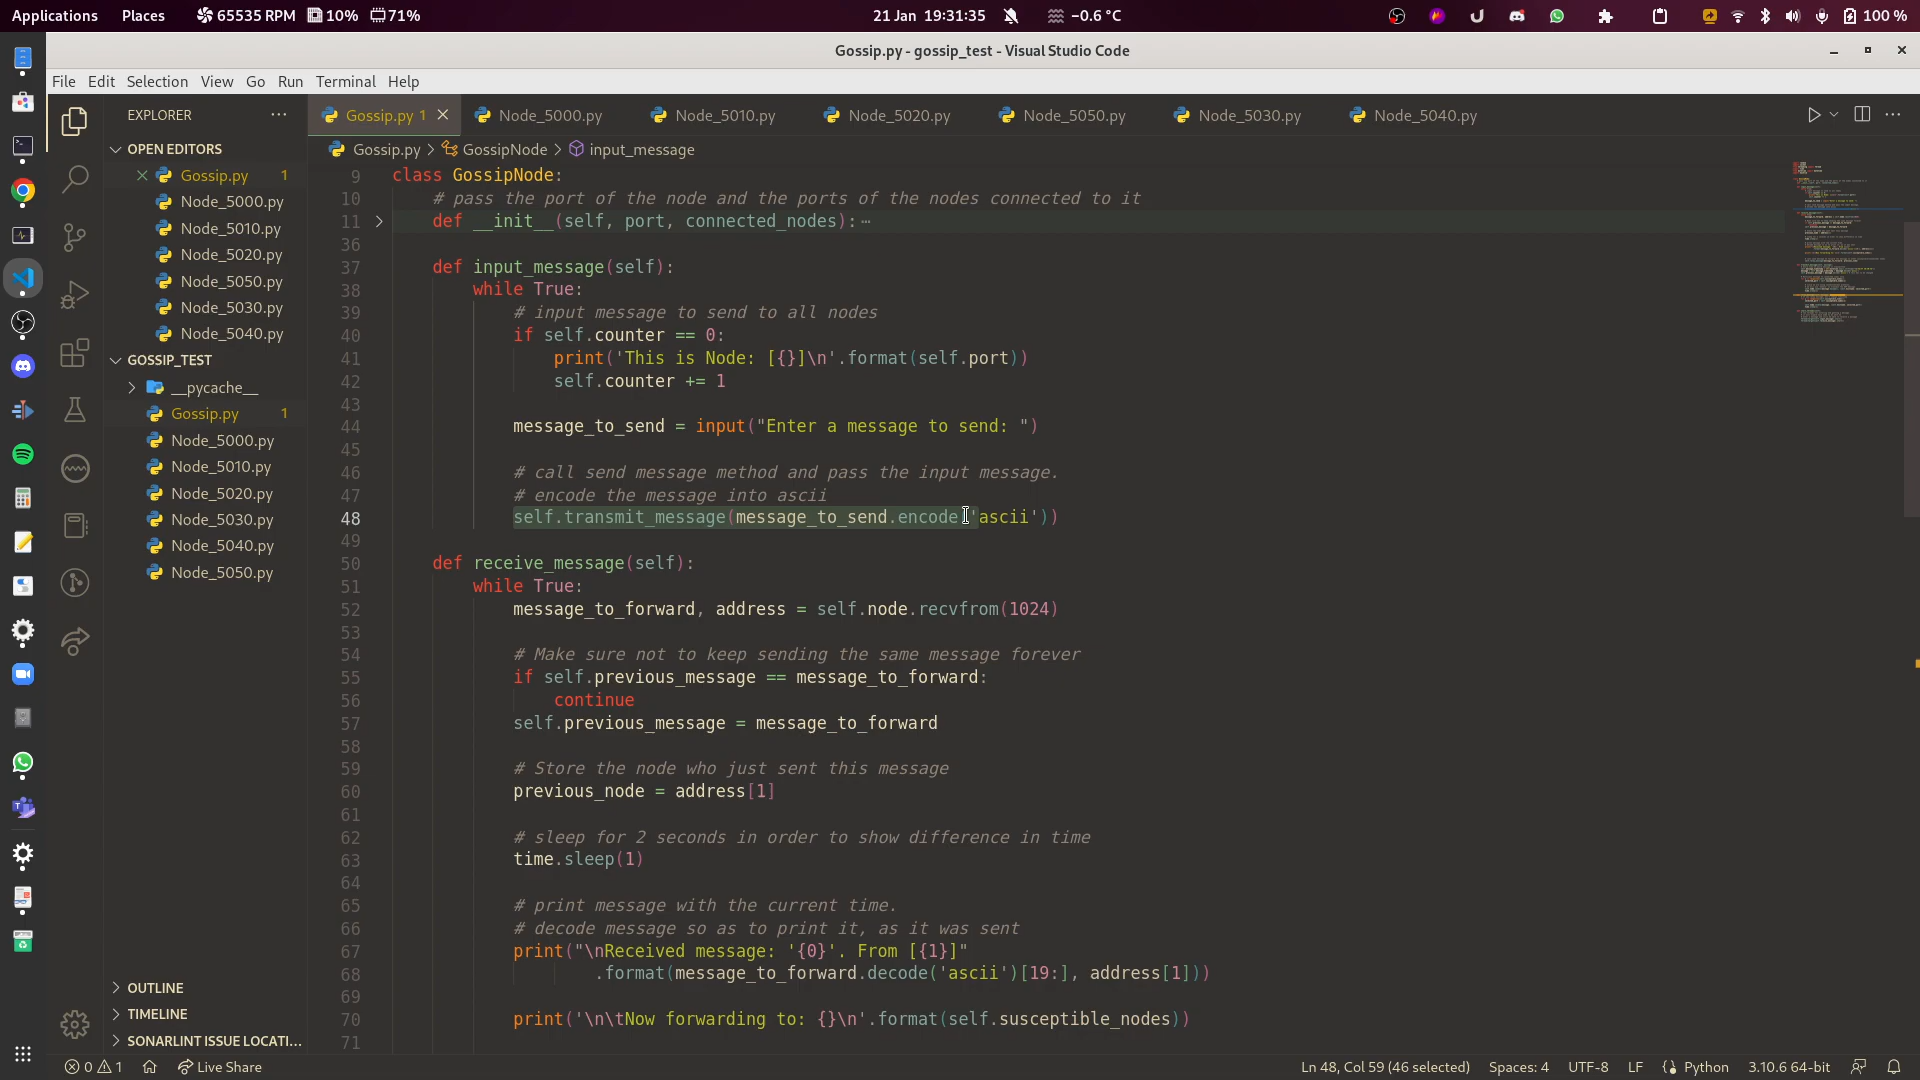 Applications Places 65535 RPM 10% 71% 21 Jan 19:31:35 −0.6 °C 100 %
Gossip.py - gossip_test - Visual Studio Code
File Edit Selection View Go Run Terminal Help
EXPLORER
OPEN EDITORS
Gossip.py 1
Node_5000.py
Node_5010.py
Node_5020.py
Node_5050.py
Node_5030.py
Node_5040.py
GOSSIP_TEST
__pycache__
Gossip.py 1
Node_5000.py
Node_5010.py
Node_5020.py
Node_5030.py
Node_5040.py
Node_5050.py
OUTLINE
TIMELINE
SONARLINT ISSUE LOCATI...
Gossip.py 1 Node_5000.py Node_5010.py Node_5020.py Node_5050.py Node_5030.py Node_5040.py
Gossip.py > GossipNode > input_message
9 class GossipNode:
10 # pass the port of the node and the ports of the nodes connected to it
11 def __init__(self, port, connected_nodes): ⋯
36
37 def input_message(self):
38 while True:
39 # input message to send to all nodes
40 if self.counter == 0:
41 print('This is Node: [{}]\n'.format(self.port))
42 self.counter += 1
43
44 message_to_send = input("Enter a message to send: ")
45
46 # call send message method and pass the input message.
47 # encode the message into ascii
48 self.transmit_message(message_to_send.encode('ascii'))
49
50 def receive_message(self):
51 while True:
52 message_to_forward, address = self.node.recvfrom(1024)
53
54 # Make sure not to keep sending the same message forever
55 if self.previous_message == message_to_forward:
56 continue
57 self.previous_message = message_to_forward
58
59 # Store the node who just sent this message
60 previous_node = address[1]
61
62 # sleep for 2 seconds in order to show difference in time
63 time.sleep(1)
64
65 # print message with the current time.
66 # decode message so as to print it, as it was sent
67 print("\nReceived message: '{0}'. From [{1}]"
68 .format(message_to_forward.decode('ascii')[19:], address[1]))
69
70 print('\n\tNow forwarding to: {}\n'.format(self.susceptible_nodes))
71
0 1 Live Share Ln 48, Col 59 (46 selected) Spaces: 4 UTF-8 LF Python 3.10.6 64-bit